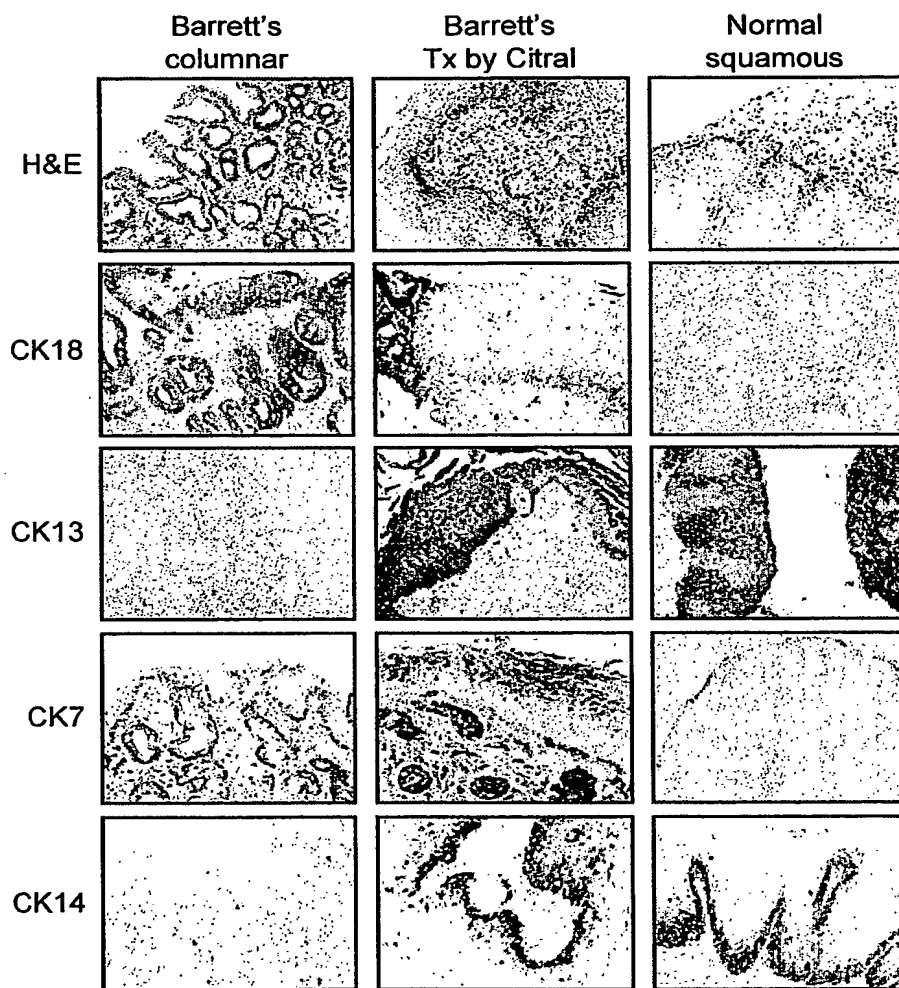 Barrett's
columnar
Barrett's
Tx by Citral
Normal
squamous
H&E
CK18
CK13
CK7
CK14